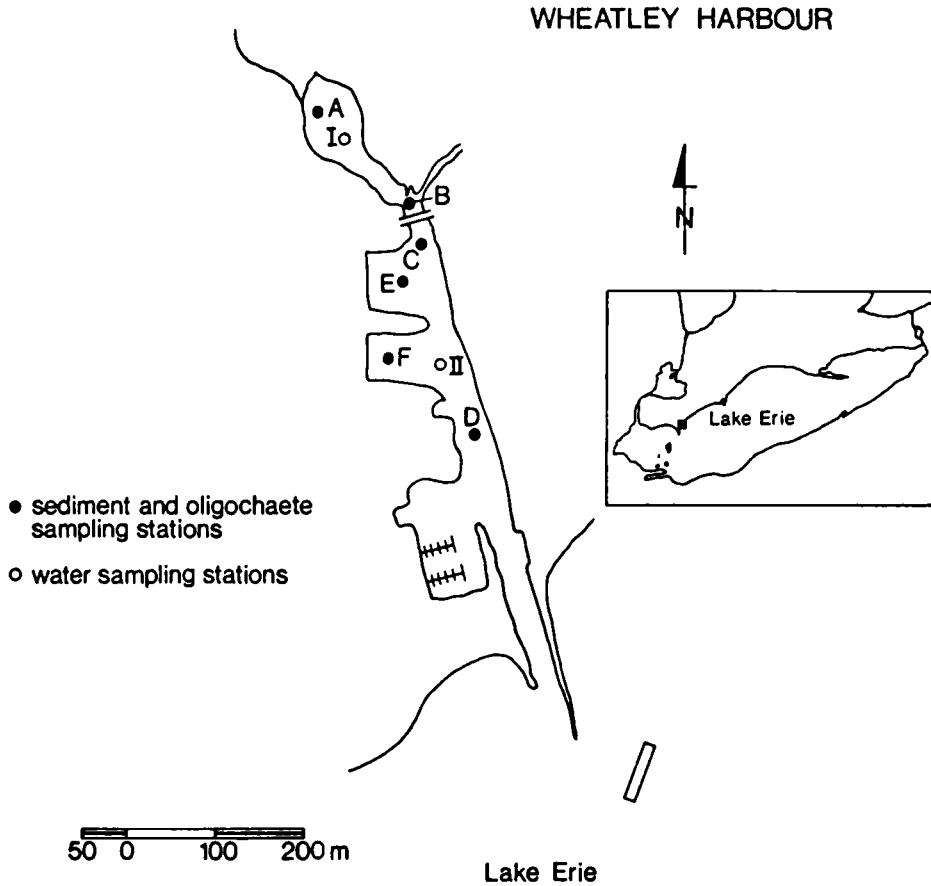 WHEATLEY HARBOUR
A
I
B
N
C
E
F
II
Lake Erie
D
● sediment and oligochaete
sampling stations
○ water sampling stations
50 0 100 200 m
Lake Erie